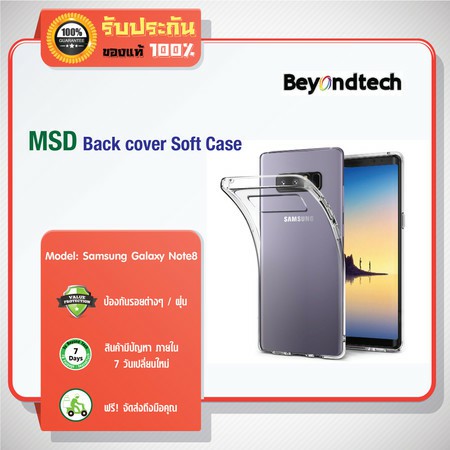 100%
GUARANTEE
รับประกัน
ของแท้ 100%
Beyondtech
MSD Back cover Soft Case
SAMSUNG
Model: Samsung Galaxy Note8
VALUE
PROTECTION
ป้องกันรอยต่างๆ / ฝุ่น
7
Days
สินค้ามีปัญหา ภายใน
7 วันเปลี่ยนใหม่
ฟรี! จัดส่งถึงมือคุณ